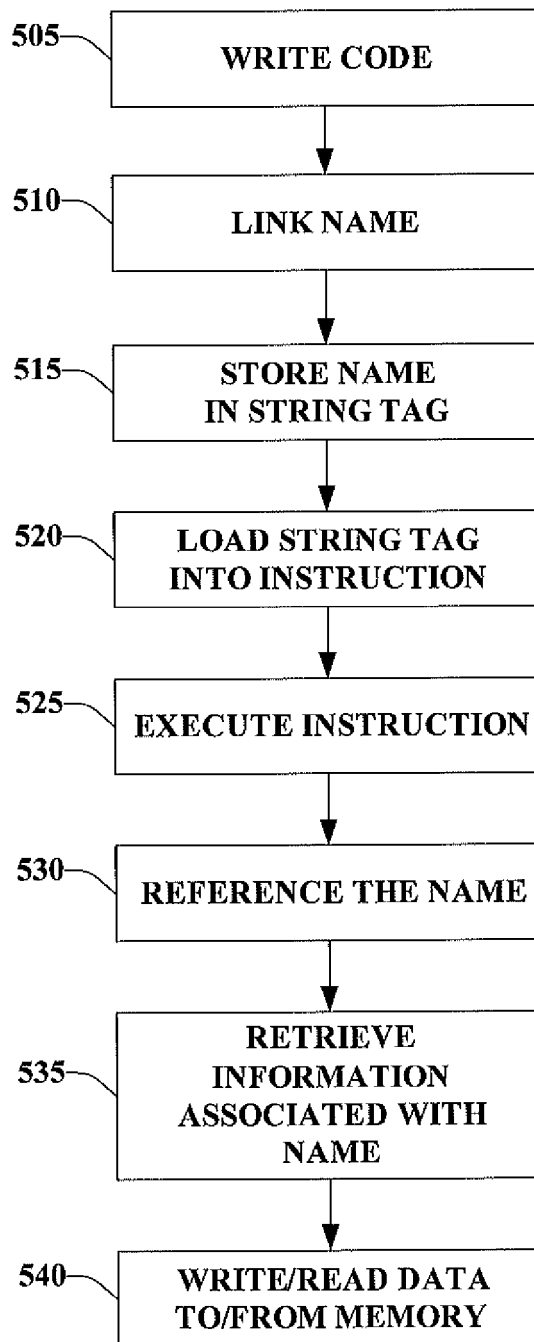 505
WRITE CODE
510
LINK NAME
515
STORE NAME
IN STRING TAG
520
LOAD STRING TAG
INTO INSTRUCTION
525
EXECUTE INSTRUCTION
530
REFERENCE THE NAME
535
RETRIEVE
INFORMATION
ASSOCIATED WITH
NAME
540
WRITE/READ DATA
TO/FROM MEMORY